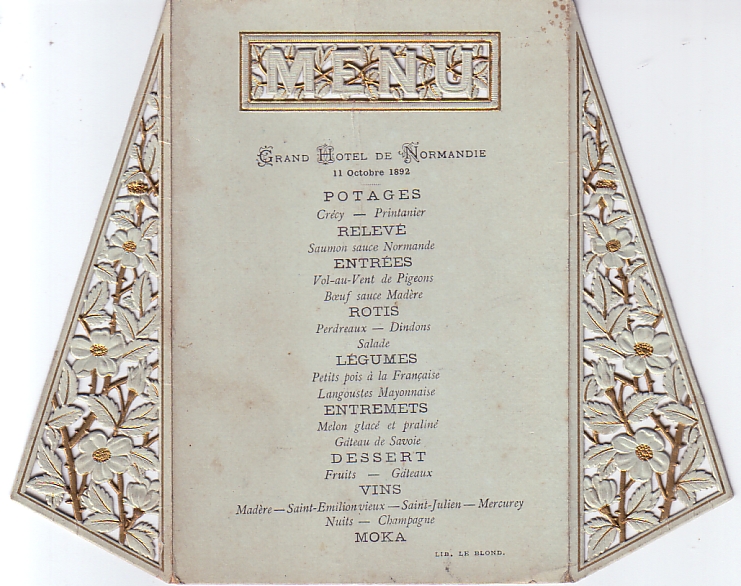 MENU
GRAND HOTEL DE NORMANDIE
11 Octobre 1892
POTAGES
Crécy — Printanier
RELEVÉ
Saumon sauce Normande
ENTRÉES
Vol-au-Vent de Pigeons
Bœuf sauce Madère
ROTIS
Perdreaux — Dindons
Salade
LÉGUMES
Petits pois à la Française
Langoustes Mayonnaise
ENTREMETS
Melon glacé et praliné
Gâteau de Savoie
DESSERT
Fruits — Gâteaux
VINS
Madère — Saint-Emilion vieux — Saint-Julien — Mercurey
Nuits — Champagne
MOKA
LIB. LE BLOND.